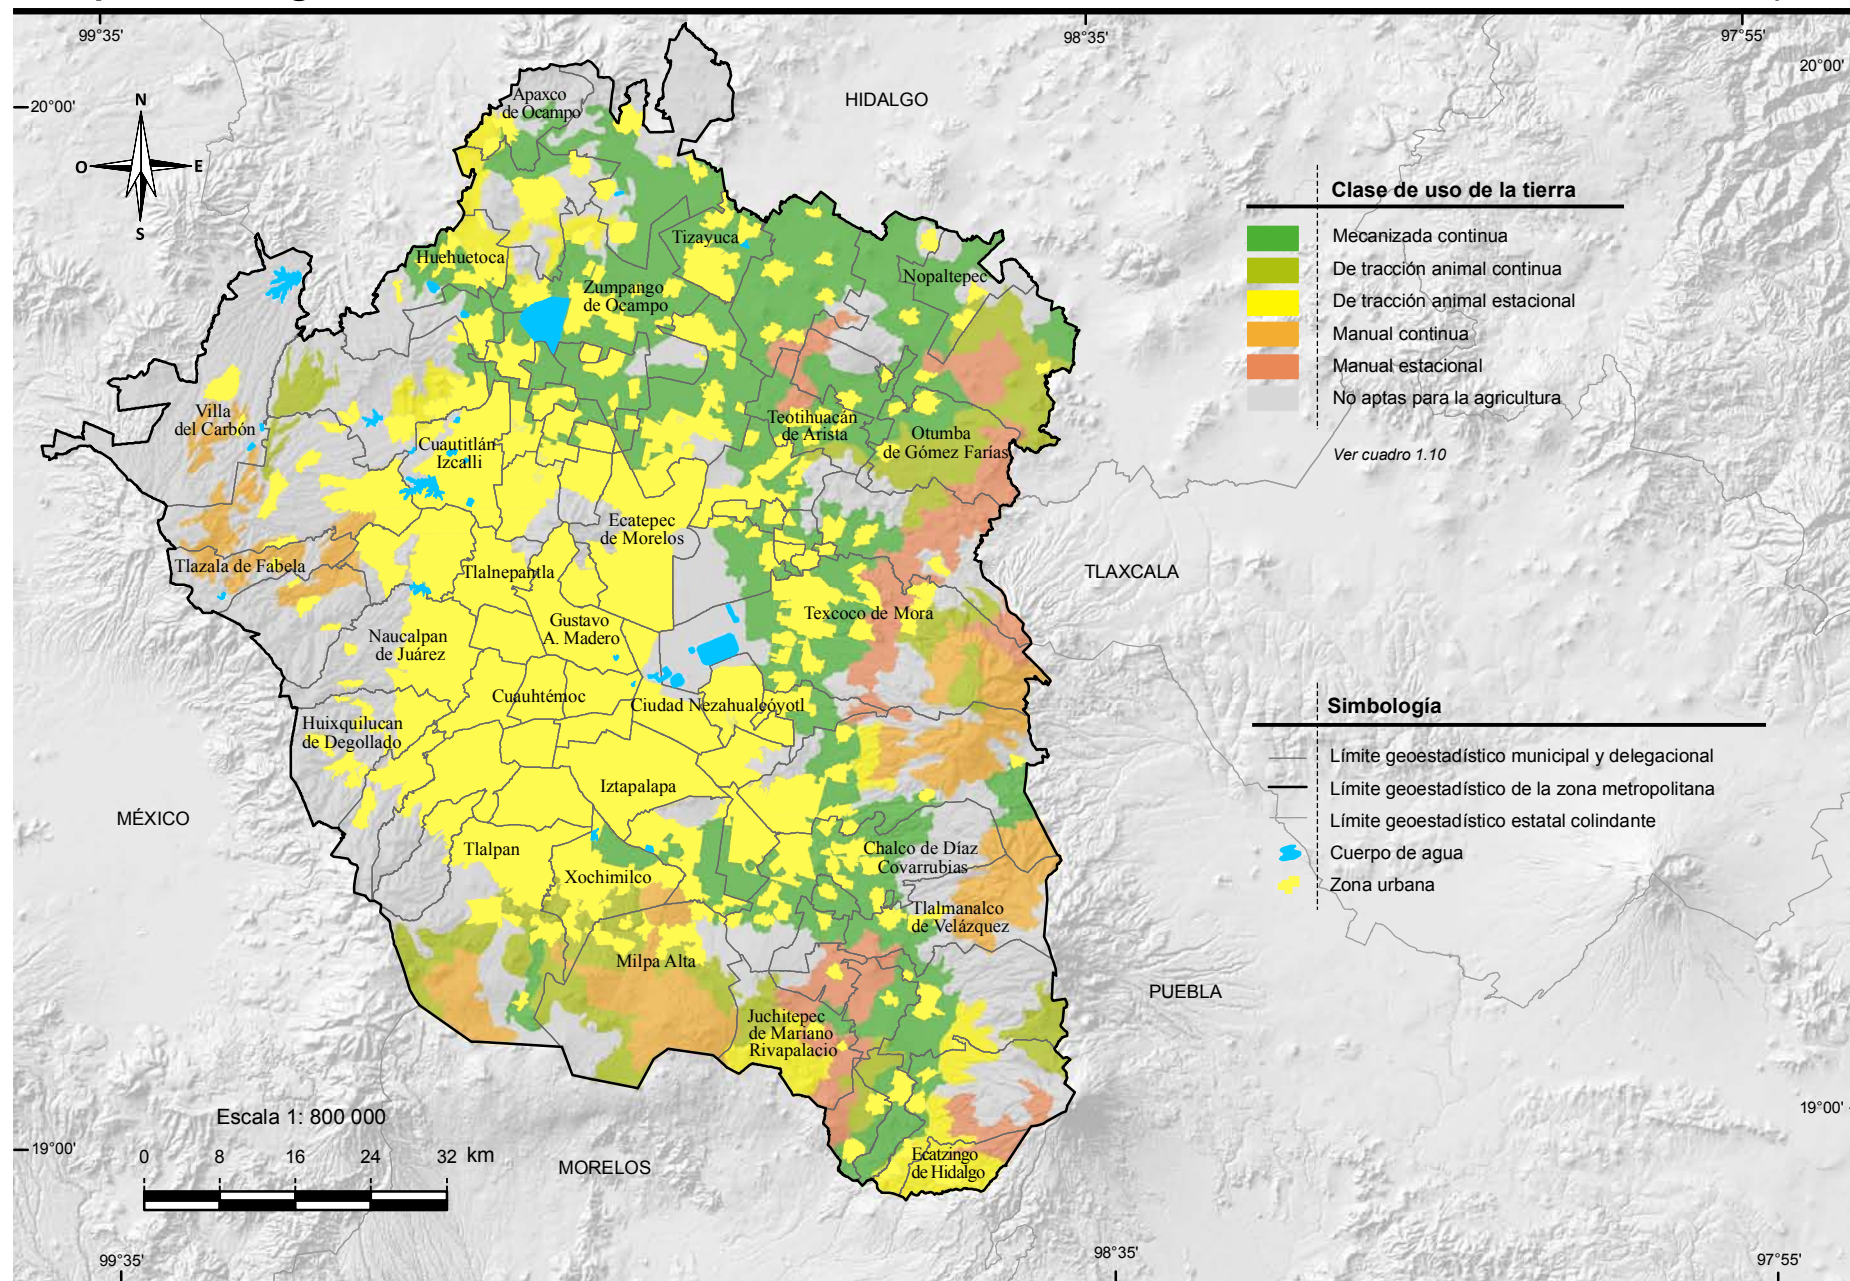 99°35'
98°35'
97°55'
20°00'
20°00'
N
O
E
S
HIDALGO
Apaxco
de Ocampo
Tizayuca
Huehuetoca
Nopaltepec
Zumpango
de Ocampo
Villa
del Carbón
Teotihuacán
de Arista
Otumba
de Gómez Farías
Cuautitlán
Izcalli
Ecatepec
de Morelos
Tlazala de Fabela
Tlalnepantla
TLAXCALA
Texcoco de Mora
Gustavo
A. Madero
Naucalpan
de Juárez
Cuauhtémoc
Ciudad Nezahualcóyotl
Huixquilucan
de Degollado
Iztapalapa
MÉXICO
Tlalpan
Chalco de Díaz
Covarrubias
Xochimilco
Tlalmanalco
de Velázquez
Milpa Alta
PUEBLA
Juchitepec
de Mariano
Rivapalacio
Ecatzingo
de Hidalgo
MORELOS
Clase de uso de la tierra
Mecanizada continua
De tracción animal continua
De tracción animal estacional
Manual continua
Manual estacional
No aptas para la agricultura
Ver cuadro 1.10
Simbología
Límite geoestadístico municipal y delegacional
Límite geoestadístico de la zona metropolitana
Límite geoestadístico estatal colindante
Cuerpo de agua
Zona urbana
Escala 1: 800 000
0 8 16 24 32 km
19°00'
19°00'
99°35'
98°35'
97°55'